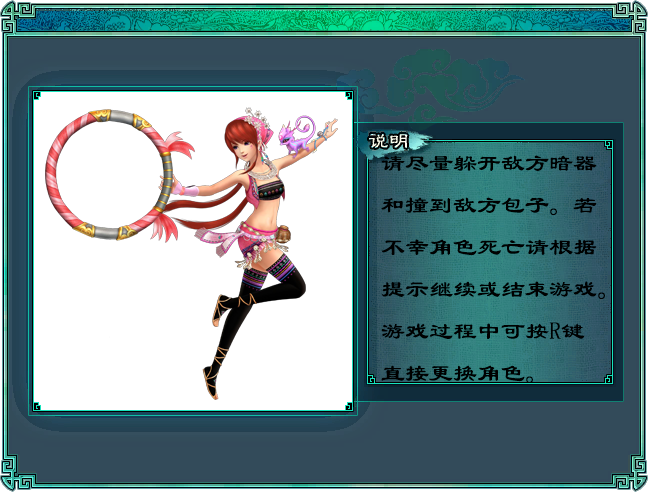 说明
请尽量躲开敌方暗器
和撞到敌方包子。若
不幸角色死亡请根据
提示继续或结束游戏。
游戏过程中可按R键
直接更换角色。